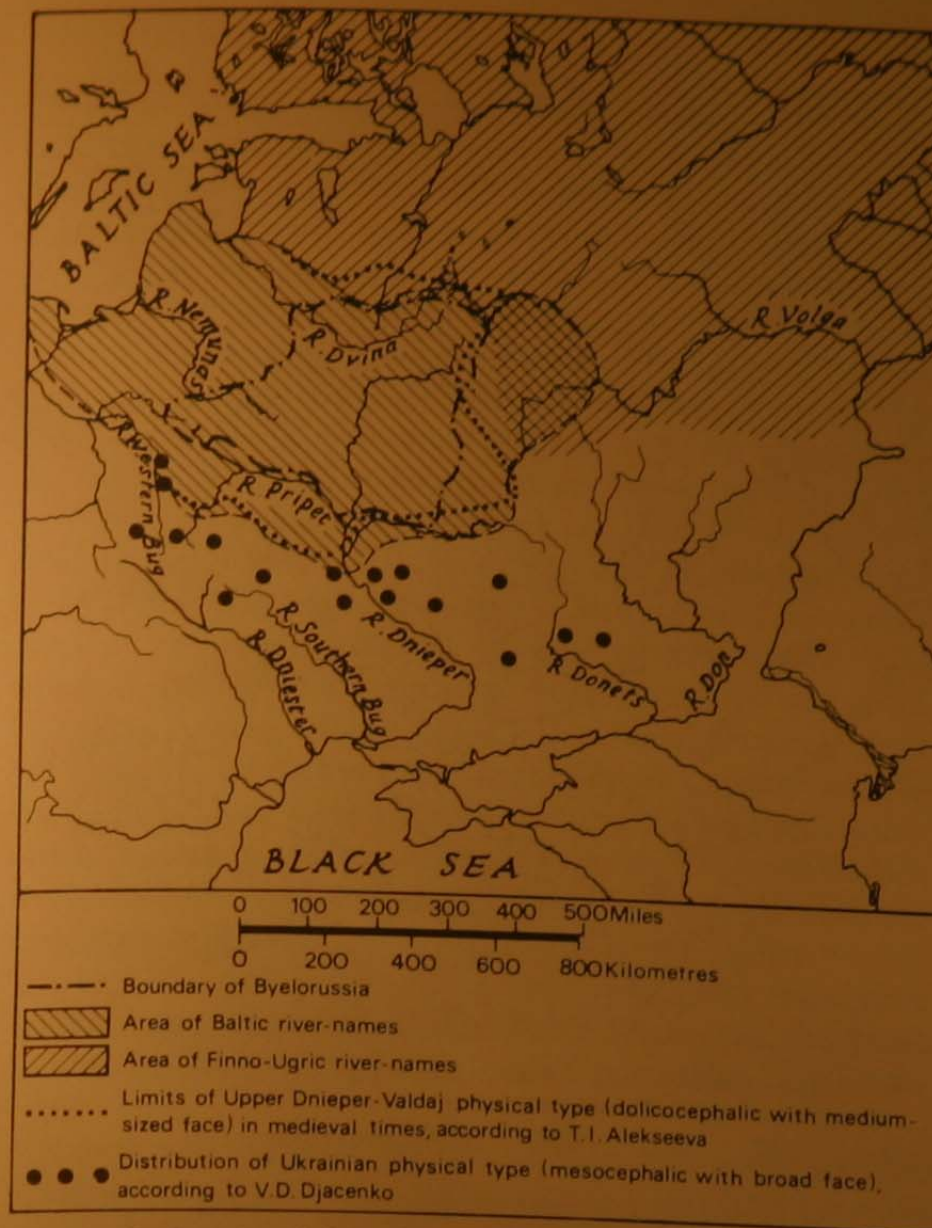 BALTIC SEA
R. Nemunas
R. Dvina
R. Volga
R. Western Bug
R. Pripet
R. Dnieper
R. Southern Bug
R. Dniester
R. Donets
R. Don
BLACK SEA
0 100 200 300 400 500 Miles
0 200 400 600 800 Kilometres
Boundary of Byelorussia
Area of Baltic river-names
Area of Finno-Ugric river-names
Limits of Upper Dnieper-Valdaj physical type (dolicocephalic with medium-
sized face) in medieval times, according to T.I. Alekseeva
Distribution of Ukrainian physical type (mesocephalic with broad face),
according to V.D. Djacenko